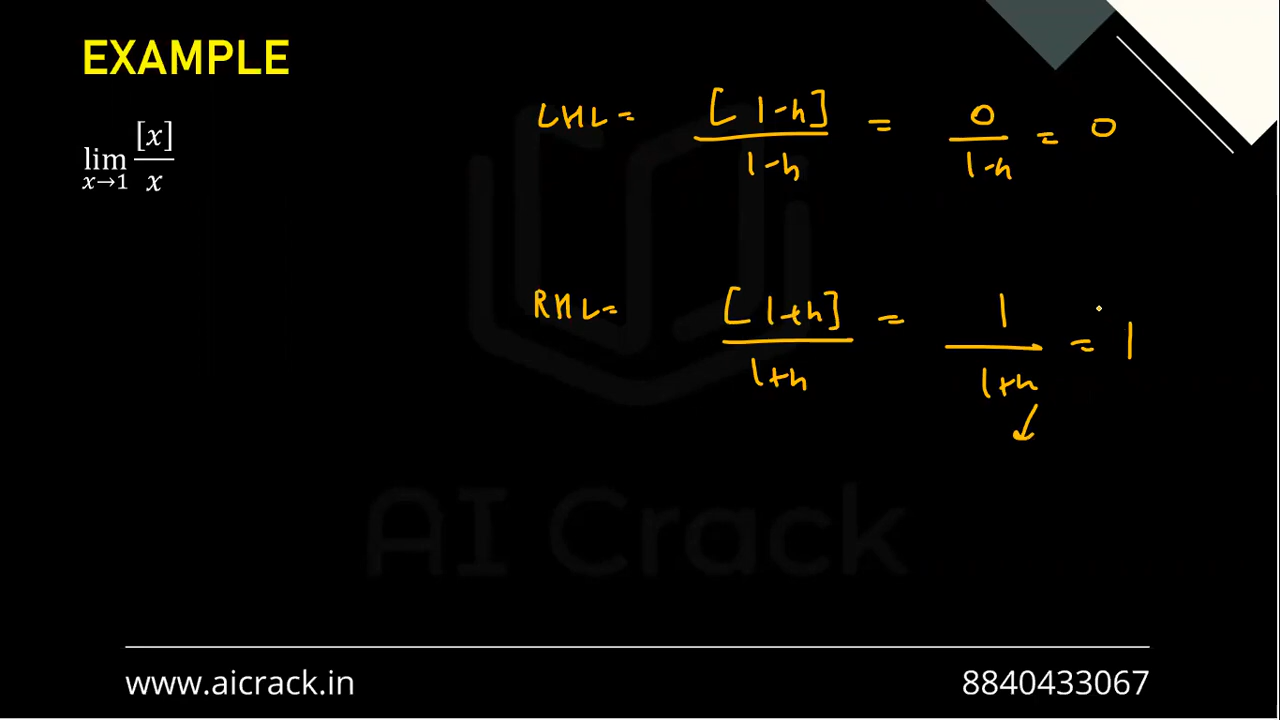 EXAMPLE
lim x→1 [x]/x
LHL = [1-h]/1-h = 0/1-h = 0
RHL = [1+h]/1+h = 1/1+h = 1
AI Crack
www.aicrack.in
8840433067